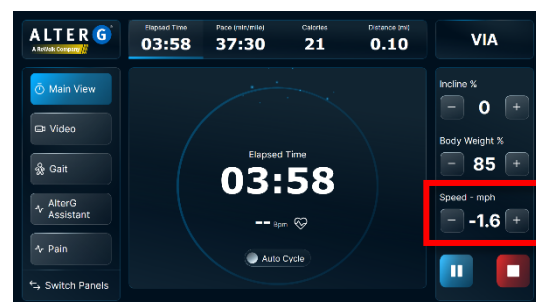 ALTER G
A ReWalk Company
Elapsed Time
03:58
Pace (min/mile)
37:30
Calories
21
Distance (mi)
0.10
VIA
Main View
Video
Gait
AlterG
Assistant
Pain
Switch Panels
Elapsed Time
03:58
-- Bpm
Auto Cycle
Incline %
- 0 +
Body Weight %
- 85 +
Speed - mph
- -1.6 +